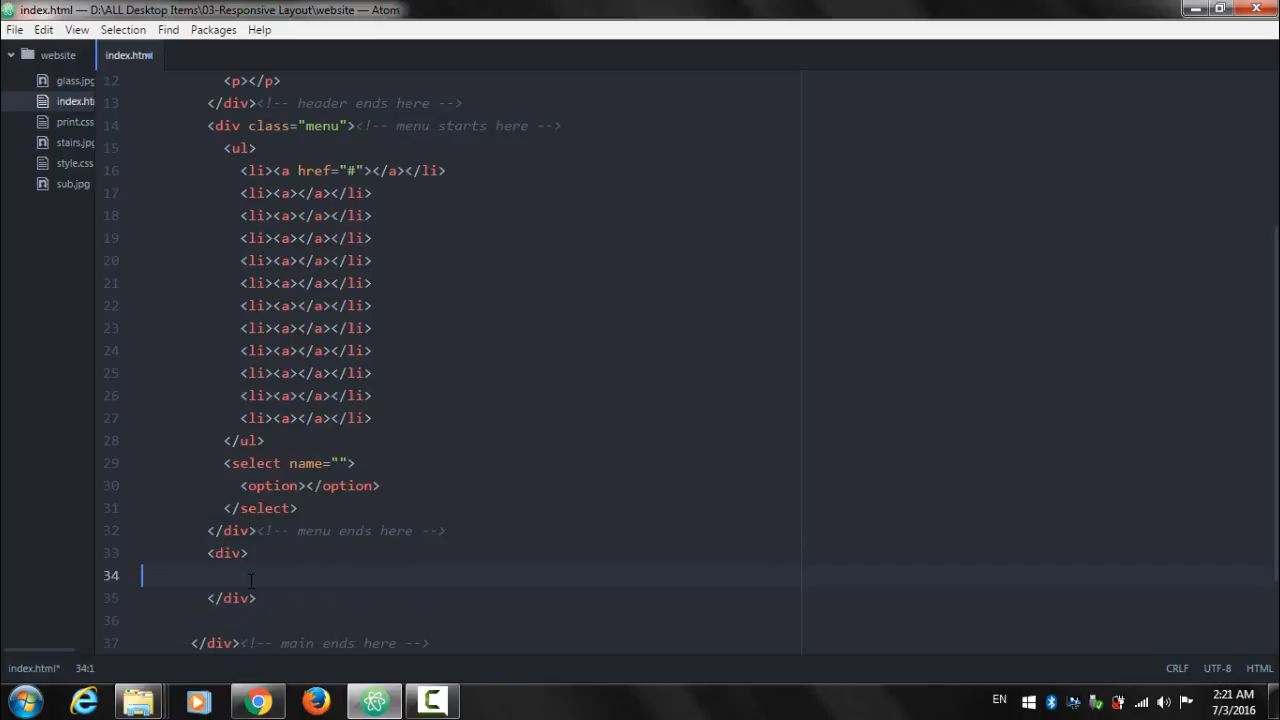 index.html — D:\ALL Desktop Items\03-Responsive Layout\website — Atom
File Edit View Selection Find Packages Help
website
index.html
glass.jpg
index.ht
print.css
stairs.jpg
style.css
sub.jpg
12 <p></p>
13 </div><!-- header ends here -->
14 <div class="menu"><!-- menu starts here -->
15 <ul>
16 <li><a href="#"></a></li>
17 <li><a></a></li>
18 <li><a></a></li>
19 <li><a></a></li>
20 <li><a></a></li>
21 <li><a></a></li>
22 <li><a></a></li>
23 <li><a></a></li>
24 <li><a></a></li>
25 <li><a></a></li>
26 <li><a></a></li>
27 <li><a></a></li>
28 </ul>
29 <select name="">
30 <option></option>
31 </select>
32 </div><!-- menu ends here -->
33 <div>
34
35 </div>
36
37 </div><!-- main ends here -->
index.html* 34:1 CRLF UTF-8 HTML
EN 2:21 AM
7/3/2016